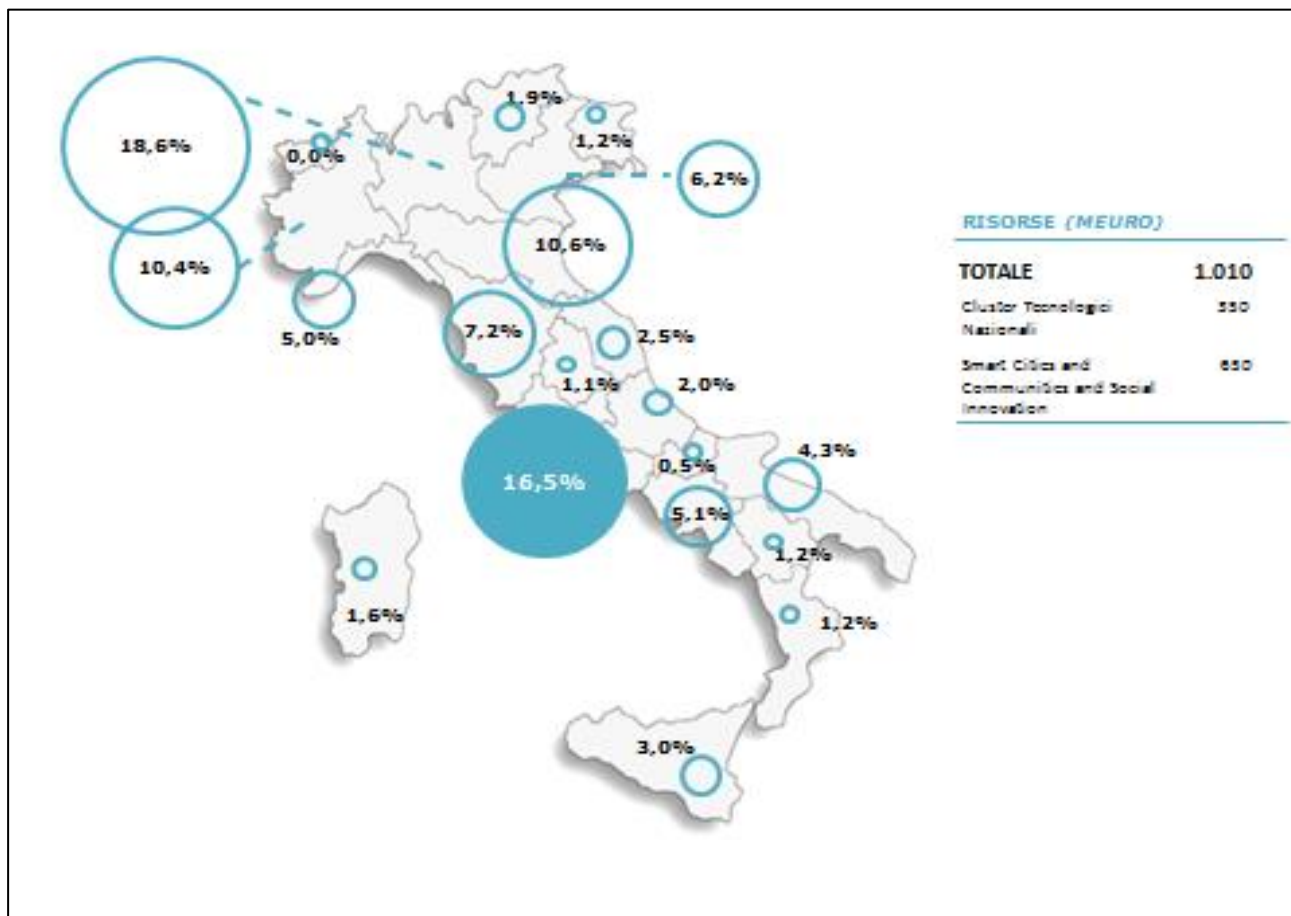 18,6%
1,9%
0,0%
1,2%
6,2%
10,4%
10,6%
5,0%
7,2%
2,5%
1,1%
2,0%
16,5%
0,5%
4,3%
5,1%
1,2%
1,6%
1,2%
3,0%
RISORSE (MEURO)
TOTALE 1.010
Cluster Tecnologici
Nazionali
Smart Cities and
Communities and Social
Innovation